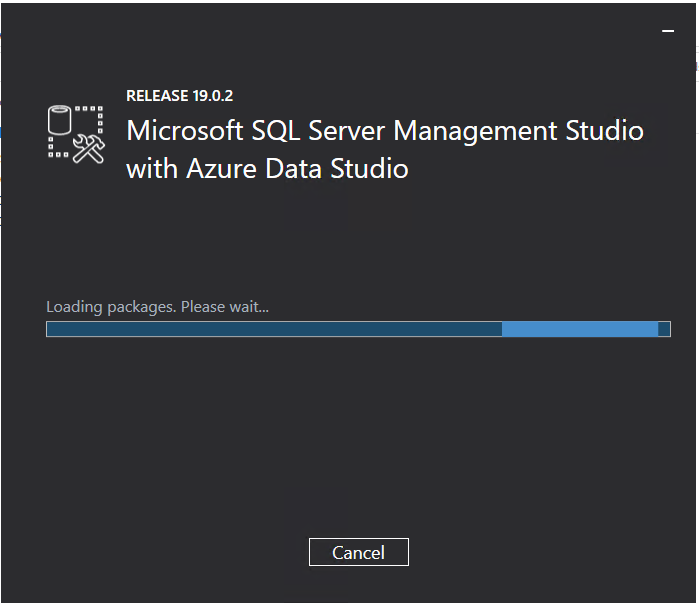 RELEASE 19.0.2
Microsoft SQL Server Management Studio
with Azure Data Studio
Loading packages. Please wait...
Cancel